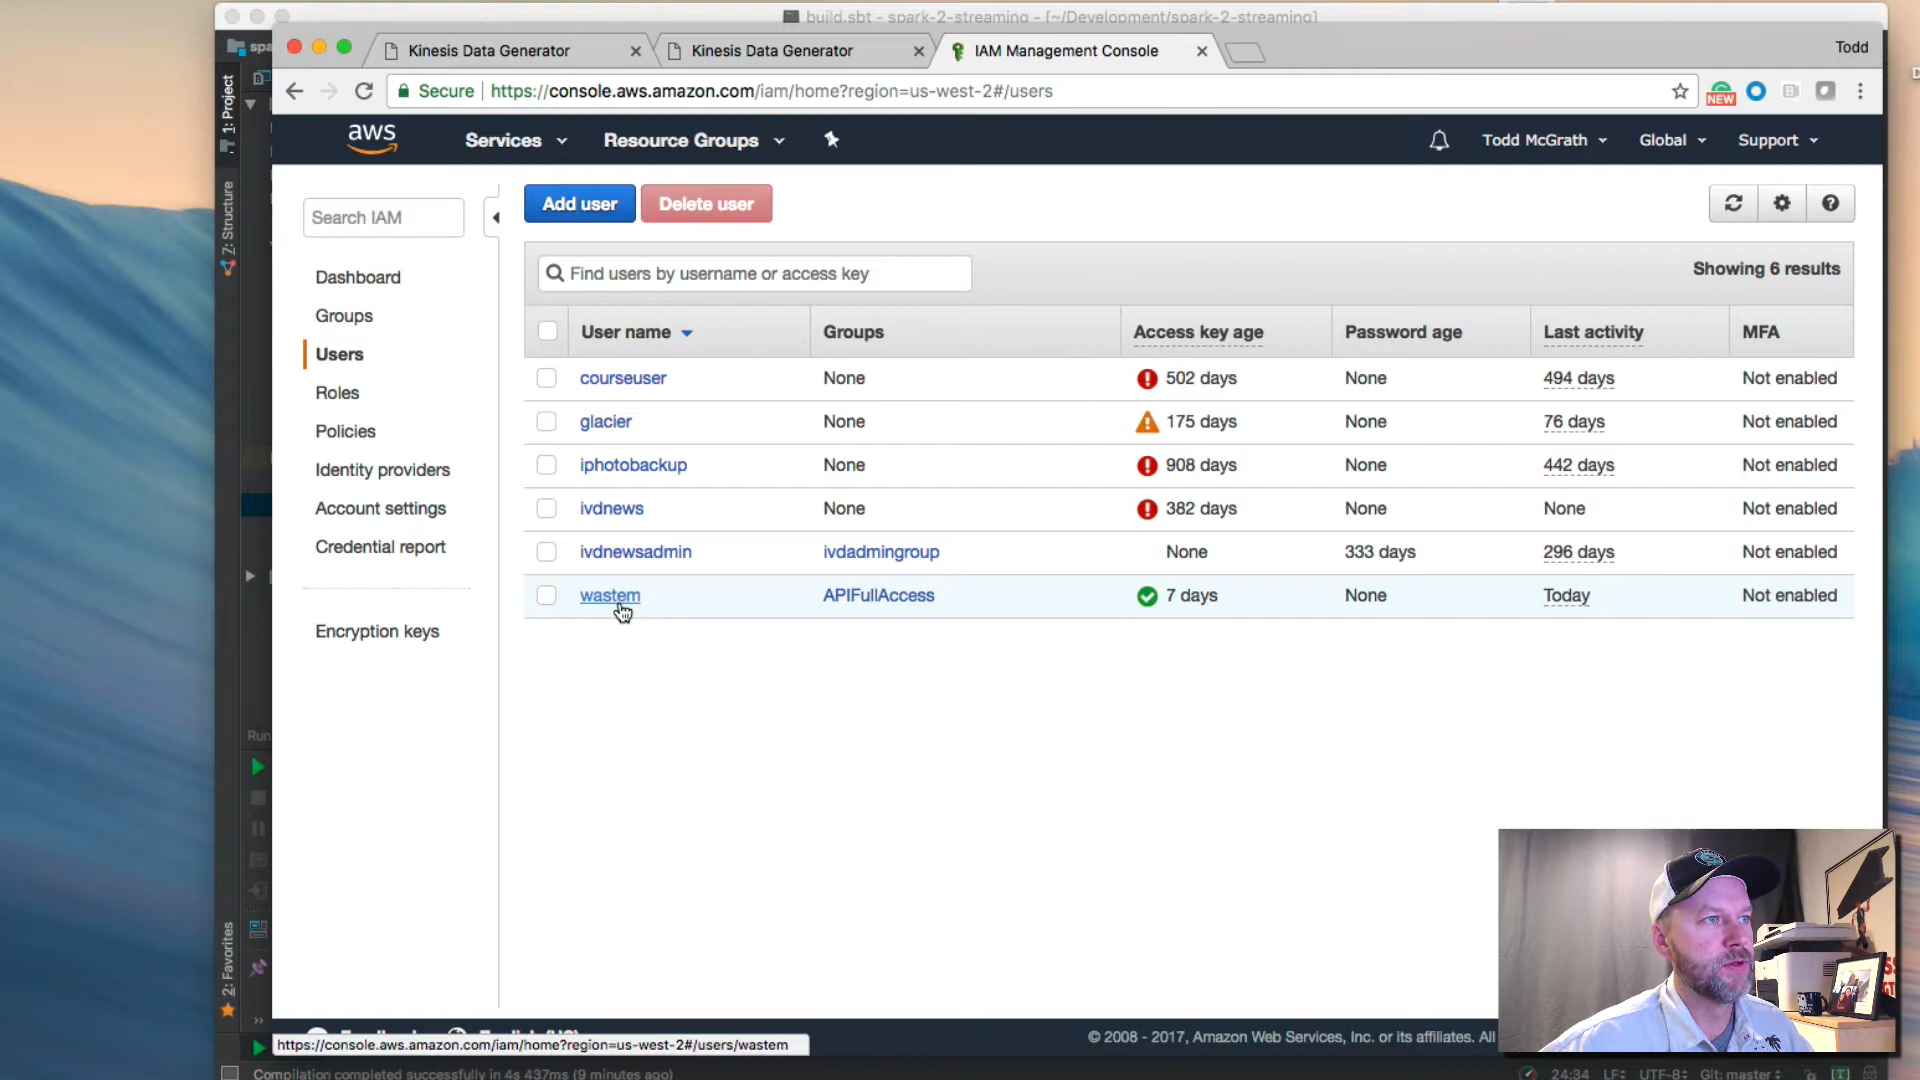 build.sbt - spark-2-streaming - [~/Development/spark-2-streaming]
spa
Kinesis Data Generator
Kinesis Data Generator
IAM Management Console
Todd
Secure
https://console.aws.amazon.com/iam/home?region=us-west-2#/users
NEW
1: Project
7: Structure
2: Favorites
aws
Services
Resource Groups
Todd McGrath
Global
Support
Search IAM
Dashboard
Groups
Users
Roles
Policies
Identity providers
Account settings
Credential report
Encryption keys
Add user
Delete user
Find users by username or access key
Showing 6 results
User name Groups Access key age Password age Last activity MFA
courseuser None 502 days None 494 days Not enabled
glacier None 175 days None 76 days Not enabled
iphotobackup None 908 days None 442 days Not enabled
ivdnews None 382 days None None Not enabled
ivdnewsadmin ivdadmingroup None 333 days 296 days Not enabled
wastem APIFullAccess 7 days None Today Not enabled
Run
https://console.aws.amazon.com/iam/home?region=us-west-2#/users/wastem
© 2008 - 2017, Amazon Web Services, Inc. or its affiliates. All
Compilation completed successfully in 4s 437ms (9 minutes ago)
24:34 LF÷ UTF-8÷ Git: master÷